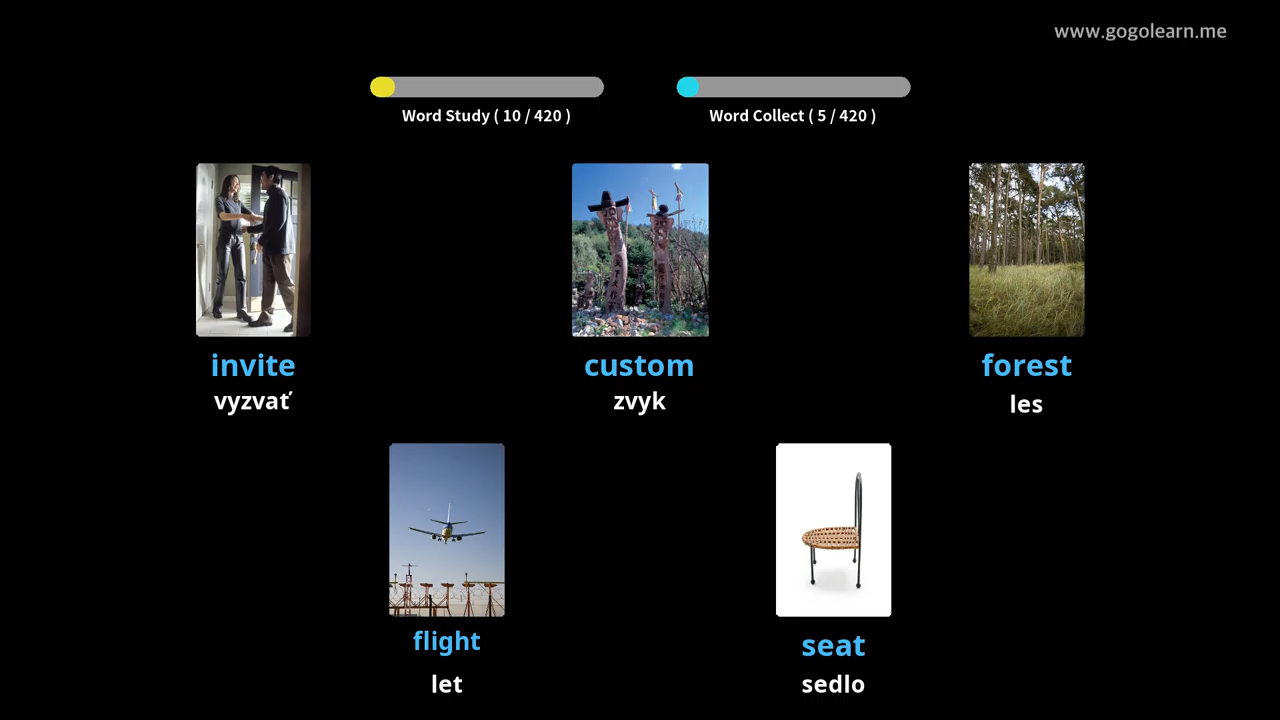 www.gogolearn.me
Word Study ( 10 / 420 )
Word Collect ( 5 / 420 )
invite
vyzvať
custom
zvyk
forest
les
flight
let
seat
sedlo